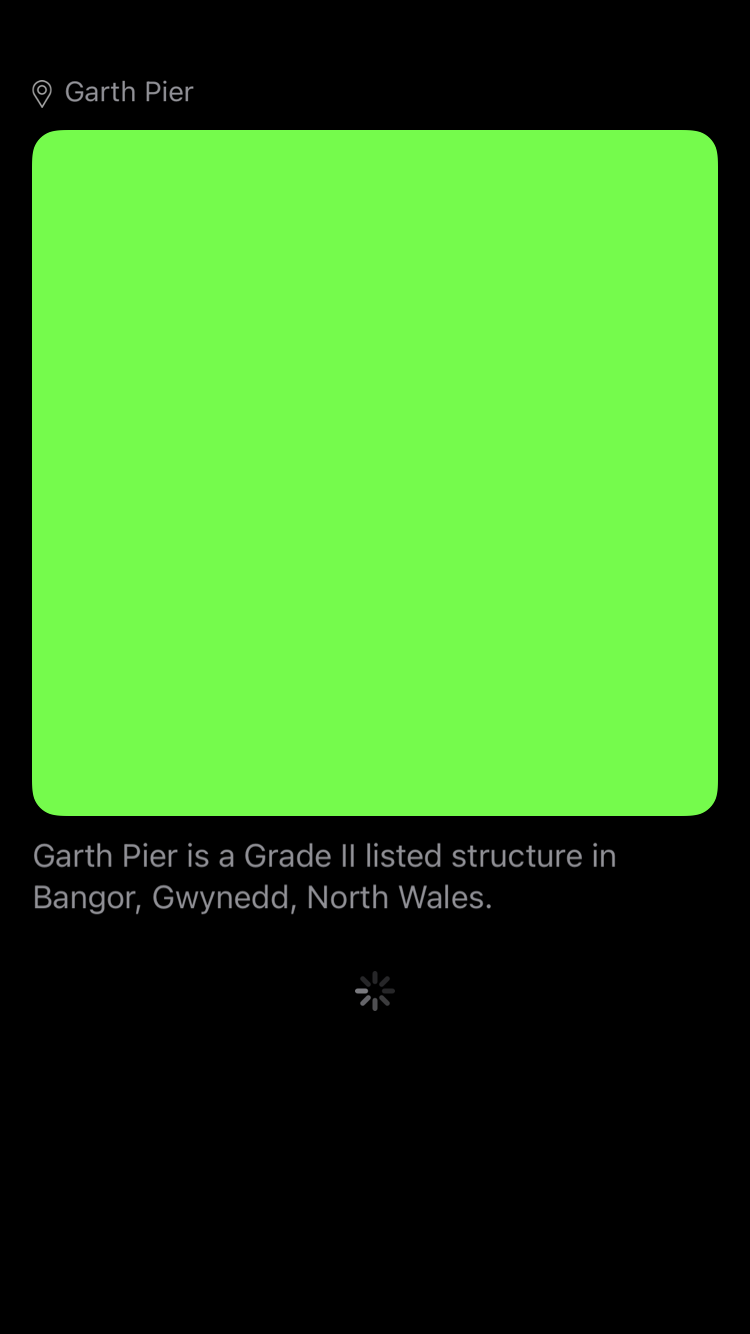 Garth Pier
Garth Pier is a Grade II listed structure in
Bangor, Gwynedd, North Wales.